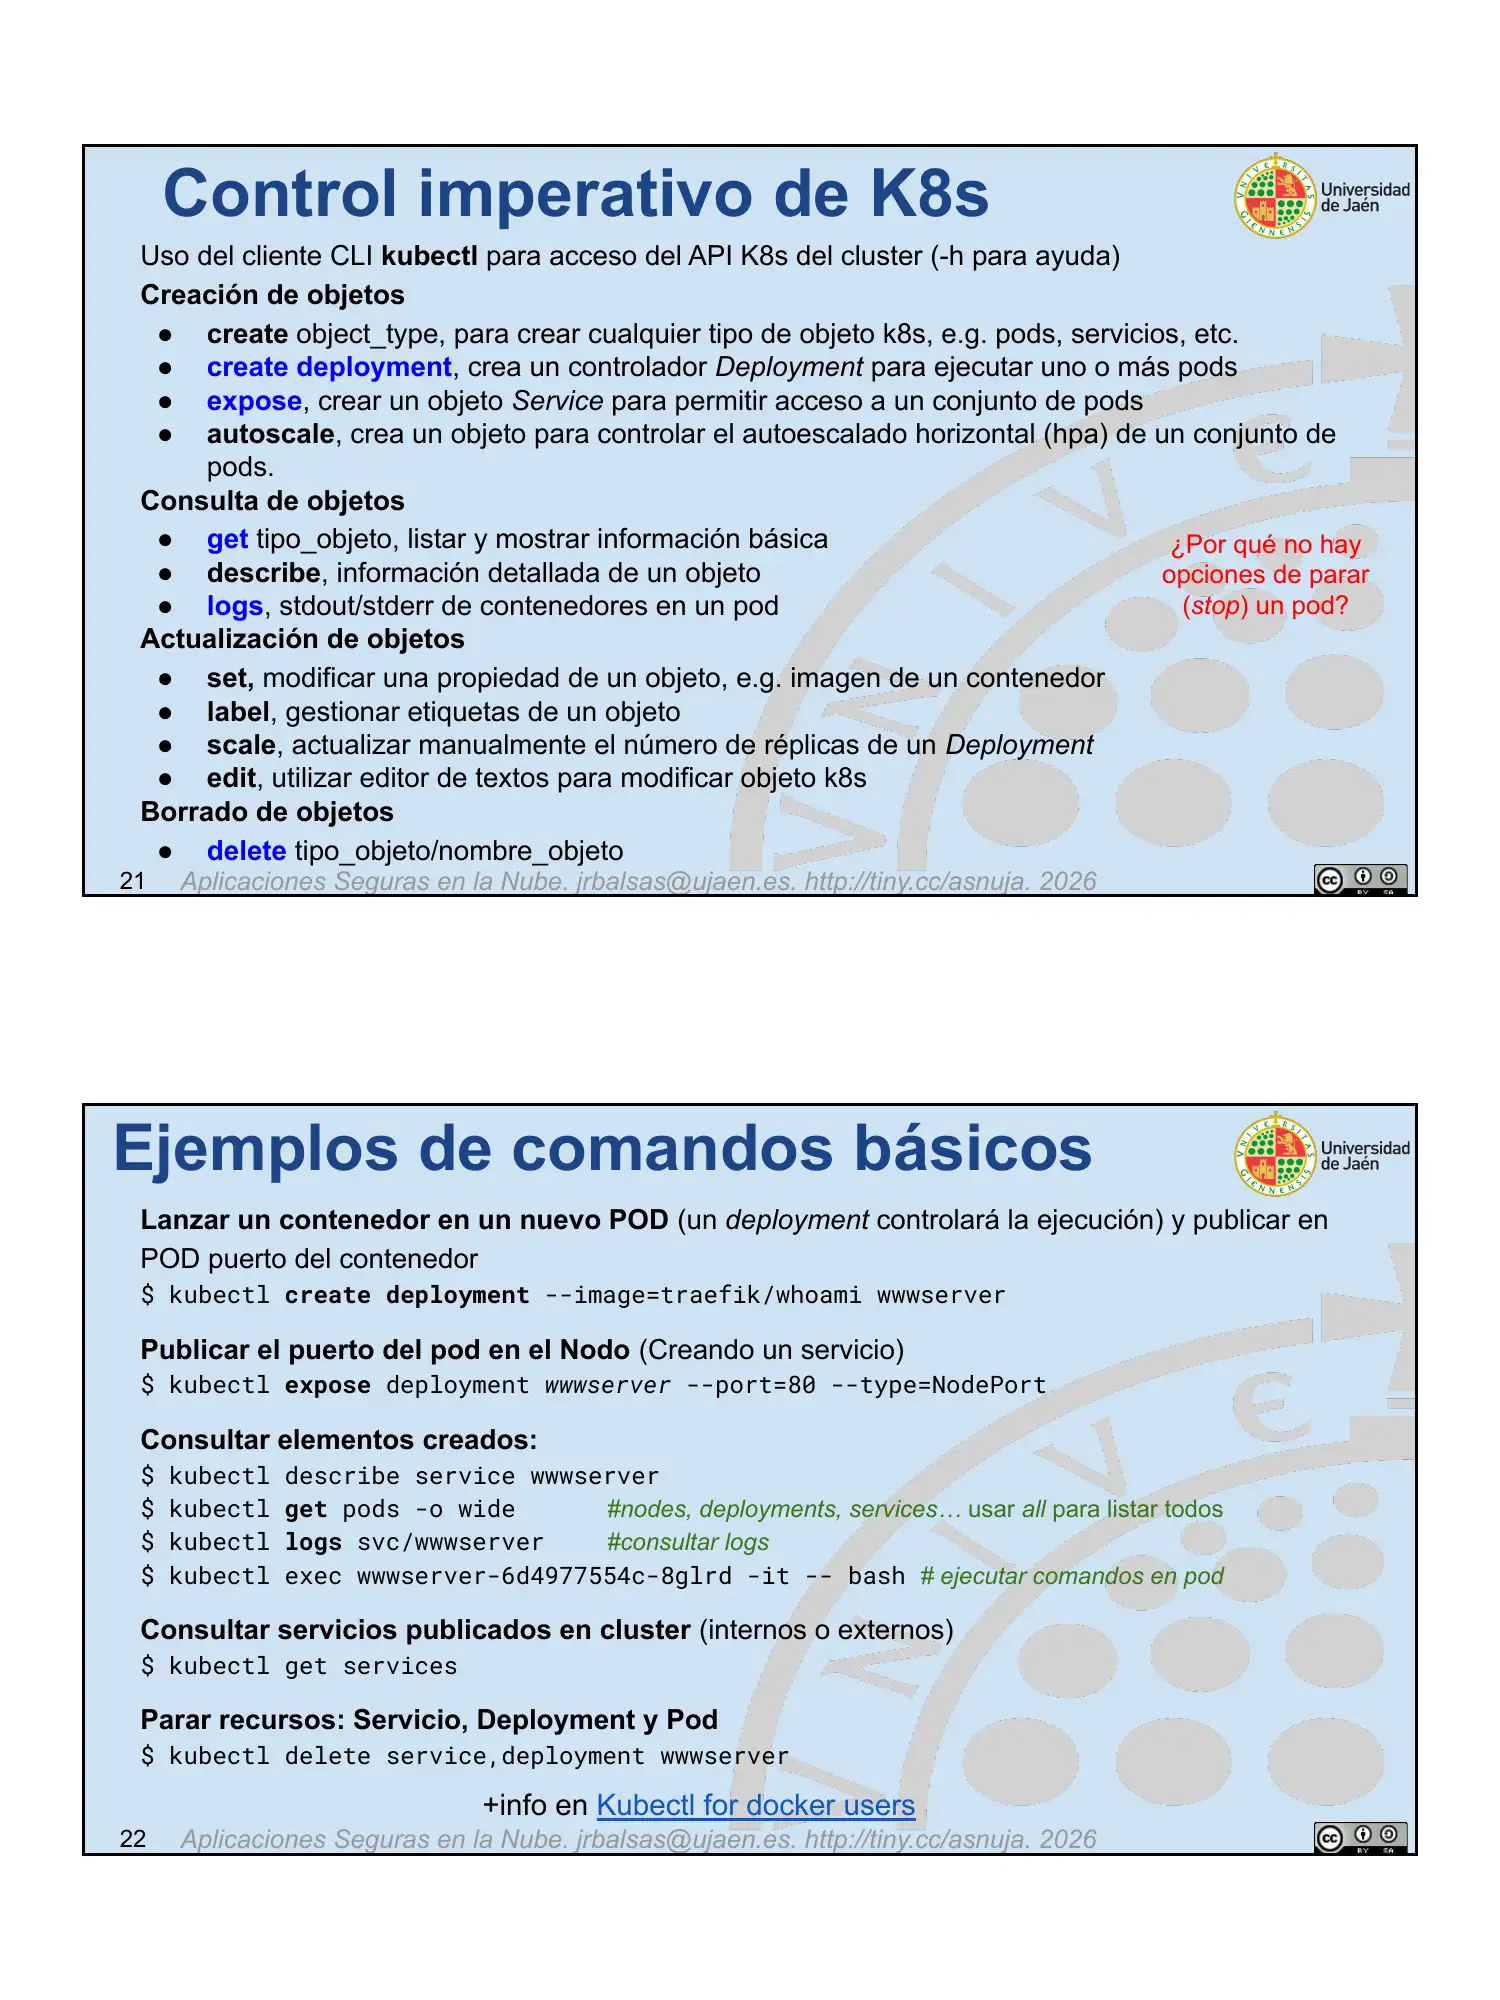 Control imperativo de K8s
Universidad
de Jaén
Uso del cliente CLI kubectl para acceso del API K8s del cluster (-h para ayuda)
Creación de objetos
● create object_type, para crear cualquier tipo de objeto k8s, e.g. pods, servicios, etc.
● create deployment, crea un controlador Deployment para ejecutar uno o más pods
● expose, crear un objeto Service para permitir acceso a un conjunto de pods
● autoscale, crea un objeto para controlar el autoescalado horizontal (hpa) de un conjunto de
pods.
Consulta de objetos
● get tipo_objeto, listar y mostrar información básica
● describe, información detallada de un objeto
● logs, stdout/stderr de contenedores en un pod
¿Por qué no hay
opciones de parar
(stop) un pod?
Actualización de objetos
● set, modificar una propiedad de un objeto, e.g. imagen de un contenedor
● label, gestionar etiquetas de un objeto
● scale, actualizar manualmente el número de réplicas de un Deployment
● edit, utilizar editor de textos para modificar objeto k8s
Borrado de objetos
● delete tipo_objeto/nombre_objeto
21 Aplicaciones Seguras en la Nube. jrbalsas@ujaen.es. http://tiny.cc/asnuja. 2026
cc BY SA
Ejemplos de comandos básicos
Universidad
de Jaén
Lanzar un contenedor en un nuevo POD (un deployment controlará la ejecución) y publicar en
POD puerto del contenedor
$ kubectl create deployment --image=traefik/whoami wwwserver
Publicar el puerto del pod en el Nodo (Creando un servicio)
$ kubectl expose deployment wwwserver --port=80 --type=NodePort
Consultar elementos creados:
$ kubectl describe service wwwserver
$ kubectl get pods -o wide #nodes, deployments, services… usar all para listar todos
$ kubectl logs svc/wwwserver #consultar logs
$ kubectl exec wwwserver-6d4977554c-8glrd -it -- bash # ejecutar comandos en pod
Consultar servicios publicados en cluster (internos o externos)
$ kubectl get services
Parar recursos: Servicio, Deployment y Pod
$ kubectl delete service,deployment wwwserver
+info en Kubectl for docker users
22 Aplicaciones Seguras en la Nube. jrbalsas@ujaen.es. http://tiny.cc/asnuja. 2026
cc BY SA